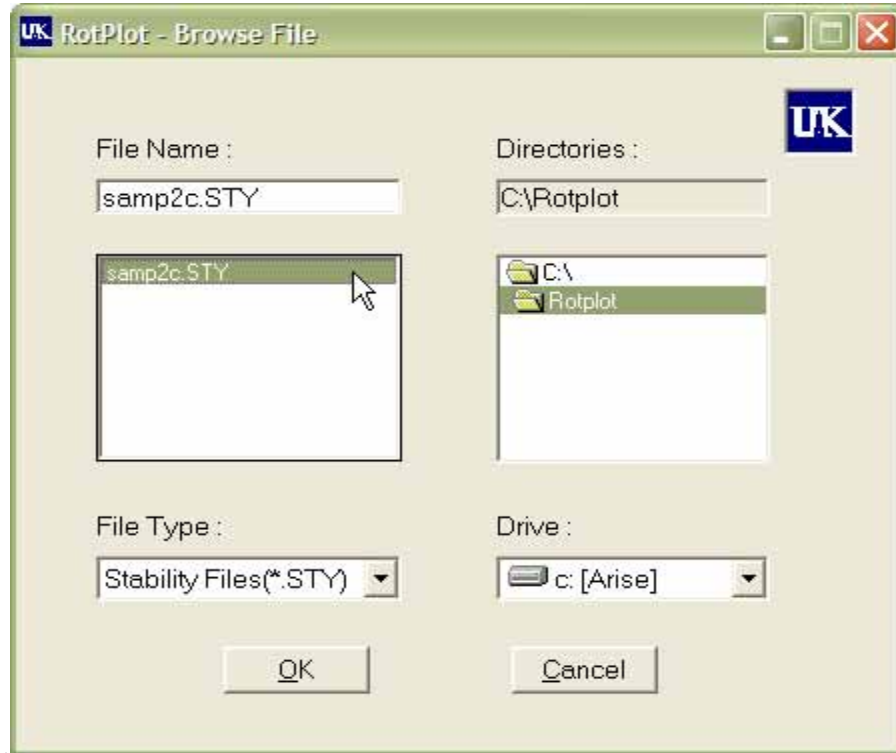 UK RotPlot - Browse File
UK
File Name :
Directories :
samp2c.STY
C:\Rotplot
samp2c.STY
C:\
Rotplot
File Type :
Drive :
Stability Files(*.STY)
c: [Arise]
OK
Cancel